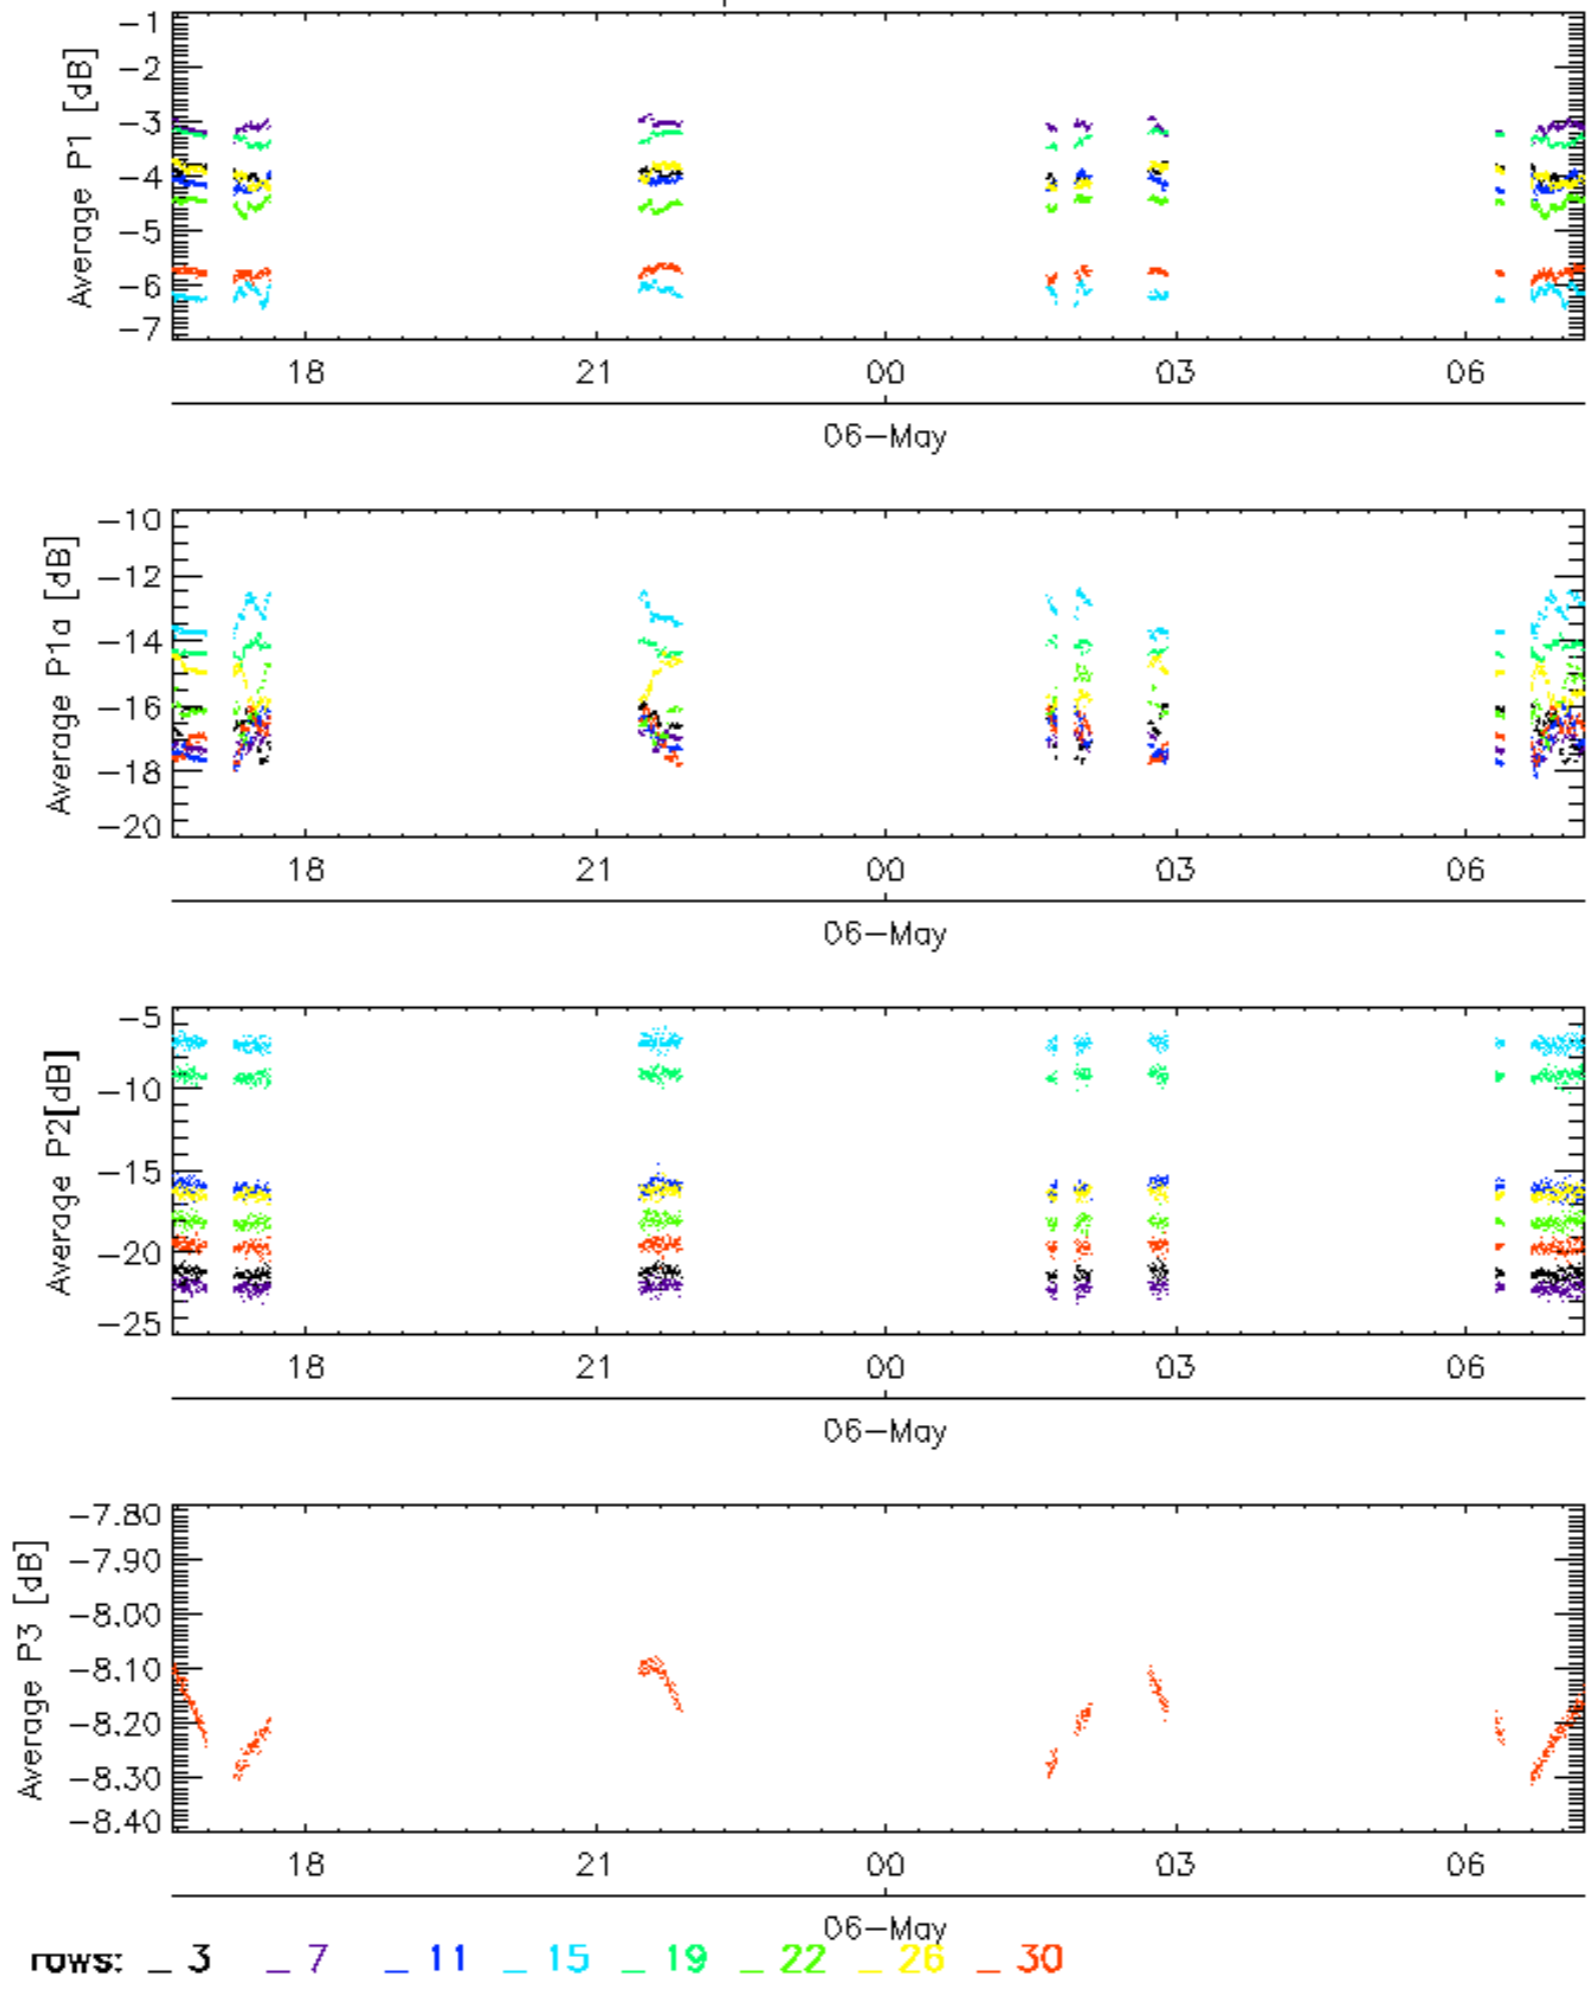 Average P1 [dB]
-1
-2
-3
-4
-5
-6
-7
18 21 00 03 06
06-May
Average P1a [dB]
-10
-12
-14
-16
-18
-20
18 21 00 03 06
06-May
Average P2[dB]
-5
-10
-15
-20
-25
18 21 00 03 06
06-May
Average P3 [dB]
-7.80
-7.90
-8.00
-8.10
-8.20
-8.30
-8.40
18 21 00 03 06
06-May
rows: _ 3 _ 7 _ 11 _ 15 _ 19 _ 22 _ 26 _ 30